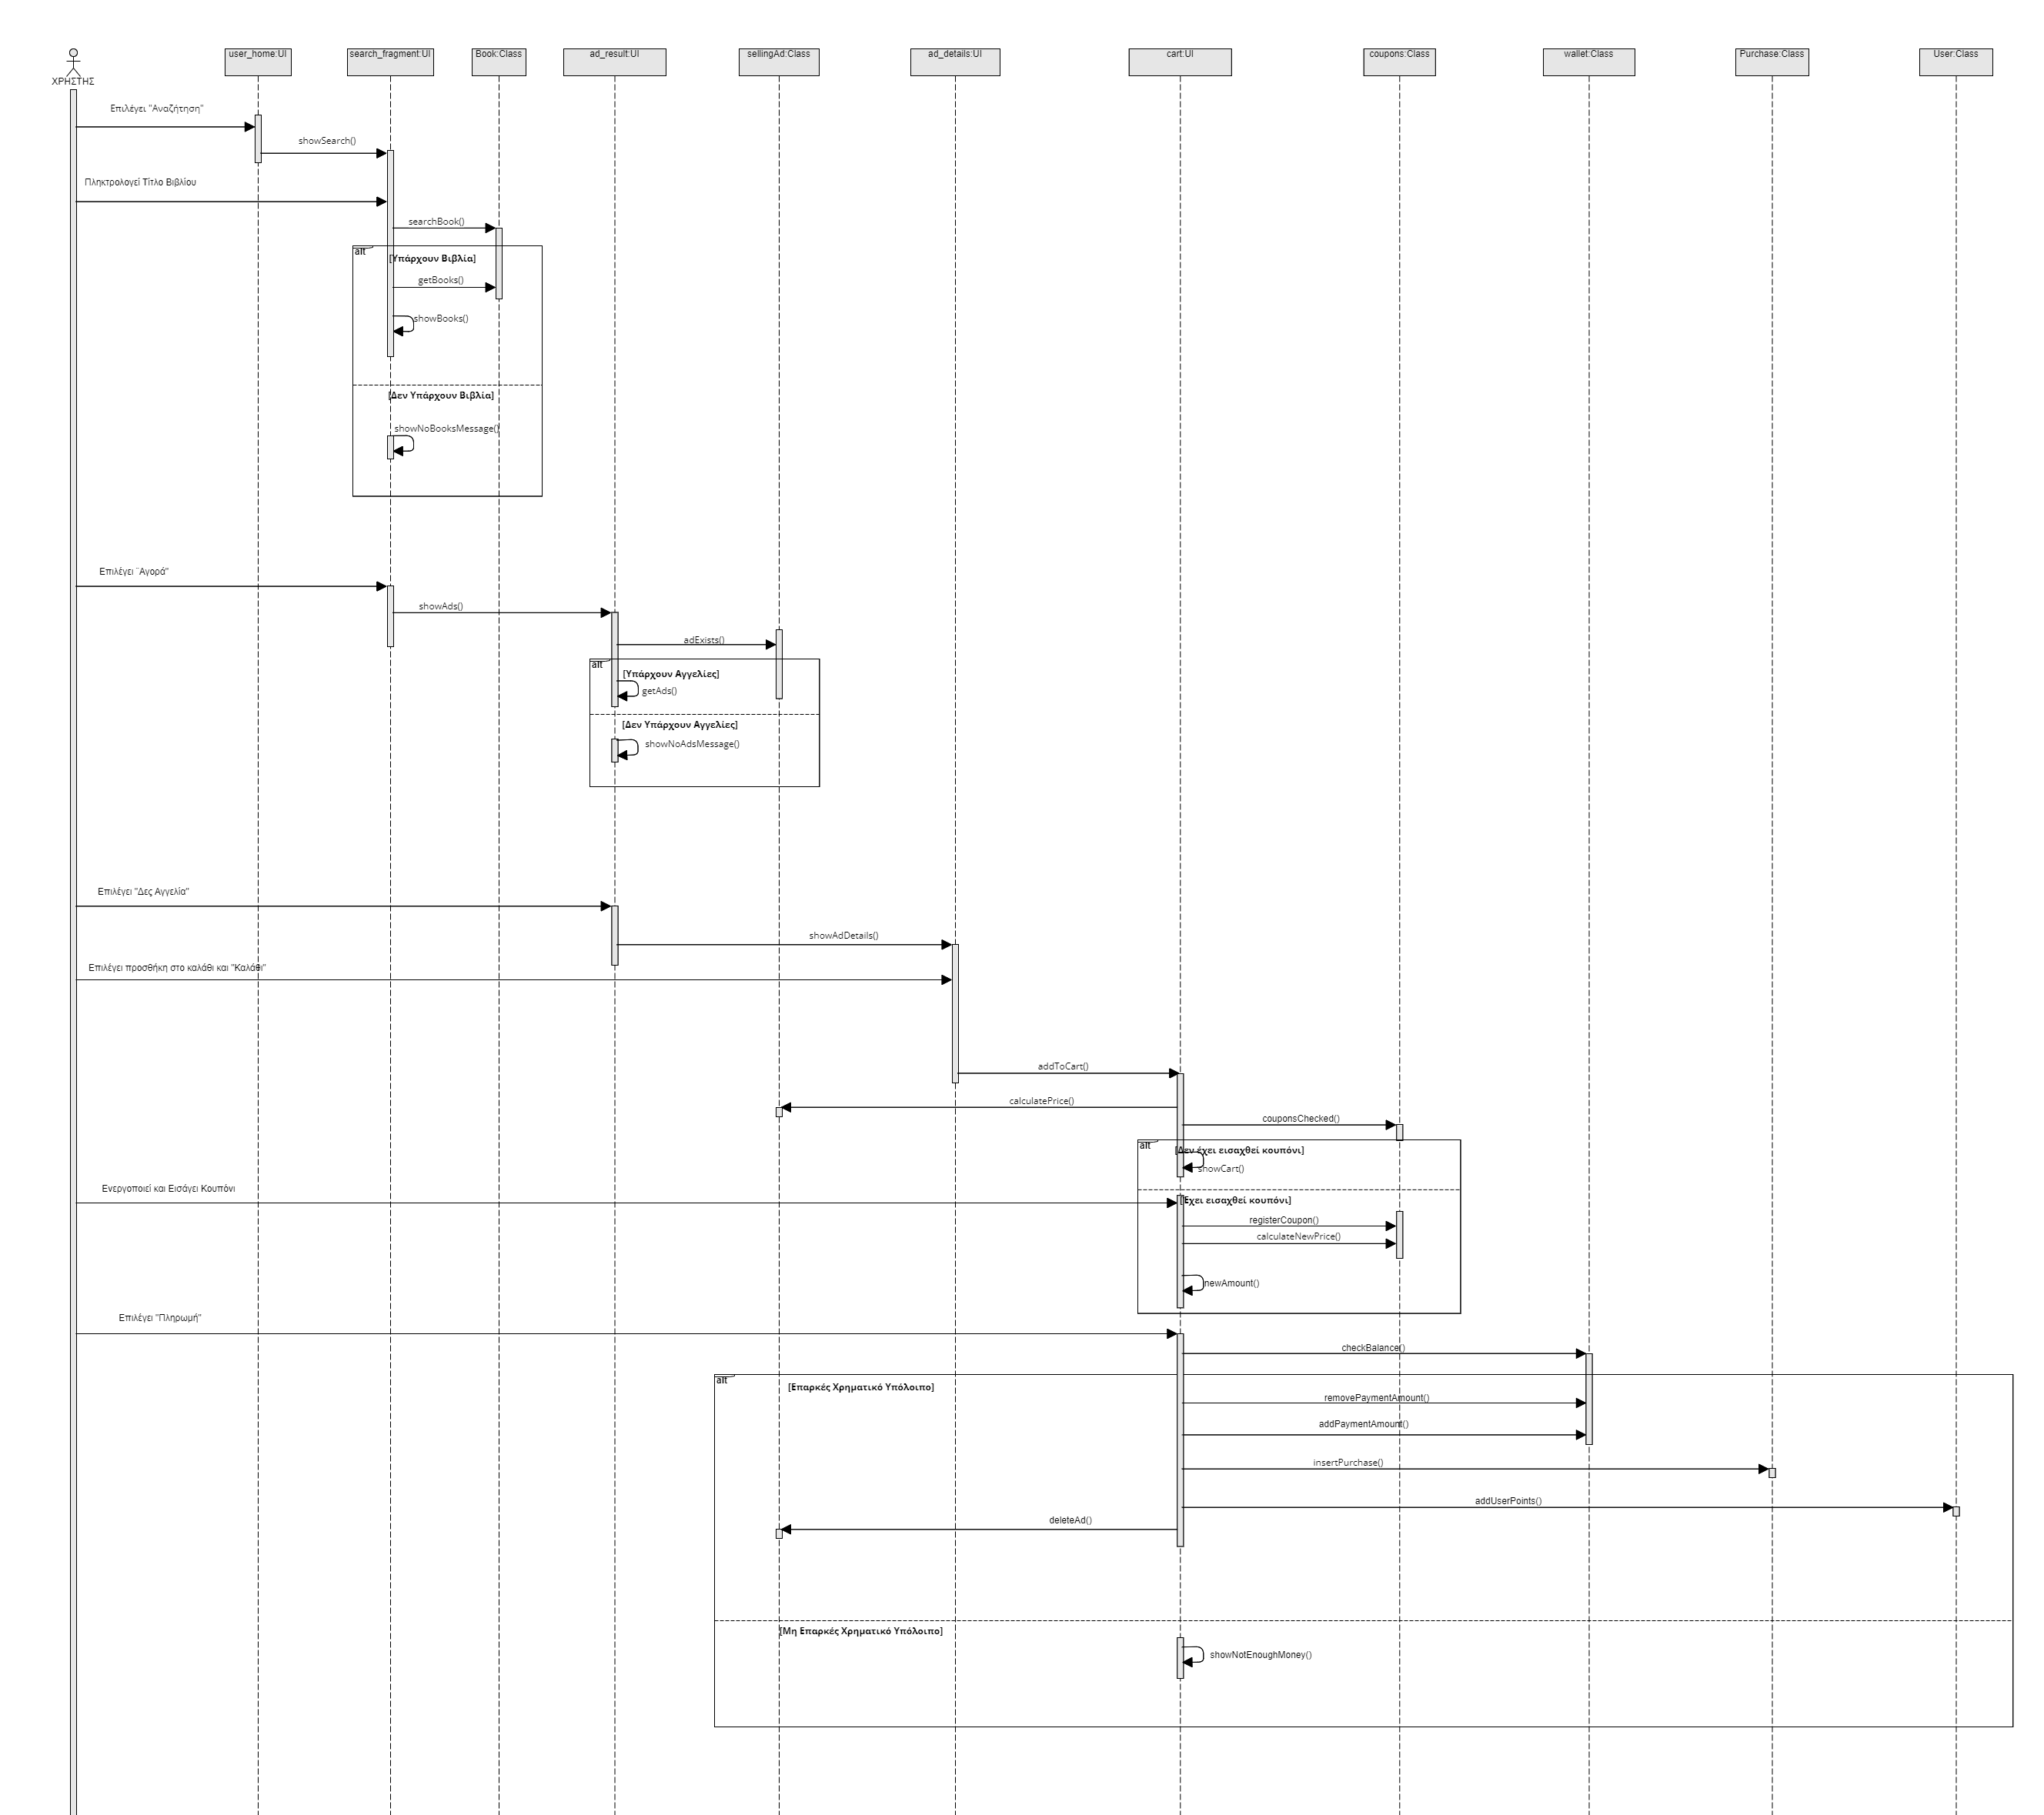 user_home:UI
search_fragment:UI
Book:Class
ad_result:UI
sellingAd:Class
ad_details:UI
cart:UI
coupons:Class
wallet:Class
Purchase:Class
User:Class
ΧΡΗΣΤΗΣ
Επιλέγει "Αναζήτηση"
showSearch()
Πληκτρολογεί Τίτλο Βιβλίου
searchBook()
alt
[Υπάρχουν Βιβλία]
getBooks()
showBooks()
[Δεν Υπάρχουν Βιβλία]
showNoBooksMessage()
Επιλέγει ¨Αγορά"
showAds()
adExists()
alt
[Υπάρχουν Αγγελίες]
getAds()
[Δεν Υπάρχουν Αγγελίες]
showNoAdsMessage()
Επιλέγει "Δες Αγγελία"
showAdDetails()
Επιλέγει προσθήκη στο καλάθι και "Καλάθι"
addToCart()
calculatePrice()
couponsChecked()
alt
[Δεν έχει εισαχθεί κουπόνι]
showCart()
Ενεργοποιεί και Εισάγει Κουπόνι
[Έχει εισαχθεί κουπόνι]
registerCoupon()
calculateNewPrice()
newAmount()
Επιλέγει "Πληρωμή"
checkBalance()
alt
[Επαρκές Χρηματικό Υπόλοιπο]
removePaymentAmount()
addPaymentAmount()
insertPurchase()
addUserPoints()
deleteAd()
[Μη Επαρκές Χρηματικό Υπόλοιπο]
showNotEnoughMoney()